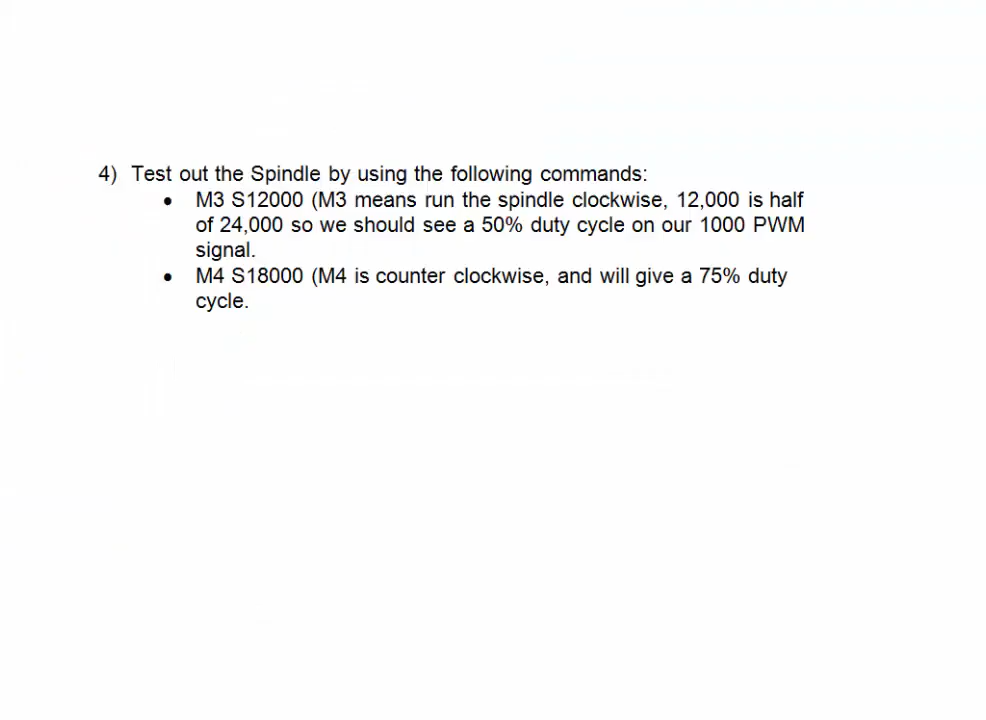 4) Test out the Spindle by using the following commands:
• M3 S12000 (M3 means run the spindle clockwise, 12,000 is half
of 24,000 so we should see a 50% duty cycle on our 1000 PWM
signal.
• M4 S18000 (M4 is counter clockwise, and will give a 75% duty
cycle.